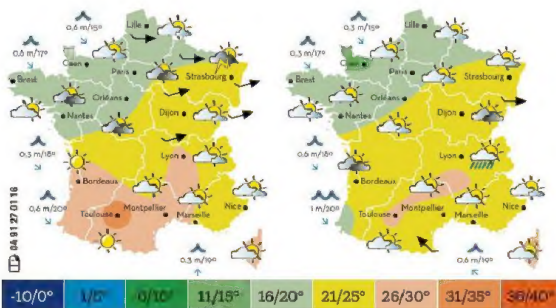 0,6 m/15°
Lille
0,6 m/17°
Caen
Paris
Strasbourg
Brest
Orléans
Nantes
Dijon
0,3 m/18°
Lyon
Bordeaux
0,6 m/20°
Toulouse
Montpellier
Marseille
Nice
0,3 m/19°
04 91 27 01 16
0,3 m/15°
Lille
0,3 m/17°
Caen
Paris
Strasbourg
Brest
Orléans
Nantes
Dijon
0,6 m/18°
Lyon
Bordeaux
1 m/20°
Toulouse
Montpellier
Marseille
Nice
0,6 m/19°
-10/0° 1/5° 6/10° 11/15° 16/20° 21/25° 26/30° 31/35° 36/40°